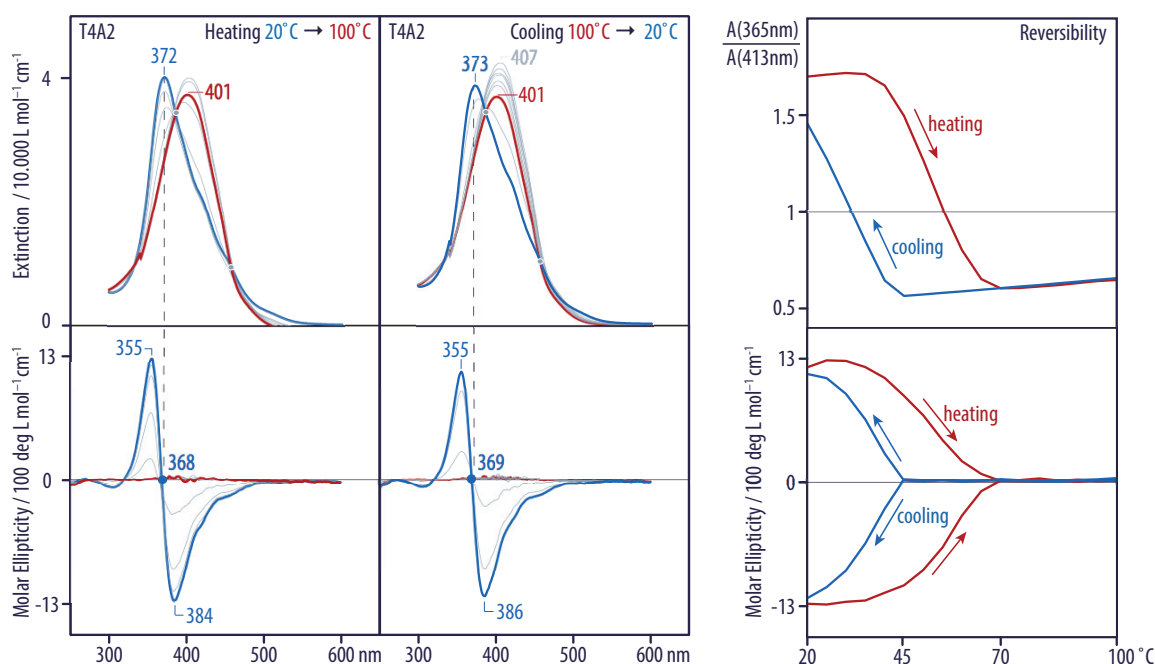 T4A2
Heating 20˚C → 100˚C
372
401
4
0
Extinction / 10.000 L mol⁻¹ cm⁻¹
T4A2
Cooling 100˚C → 20˚C
407
373
401
355
368
384
13
0
-13
Molar Ellipticity / 100 deg L mol⁻¹ cm⁻¹
300
400
500
600 nm
355
369
386
300
400
500
600 nm
A(365nm)
A(413nm)
Reversibility
1.5
1
0.5
heating
cooling
13
0
-13
Molar Ellipticity / 100 deg L mol⁻¹ cm⁻¹
heating
cooling
20
45
70
100 ˚C